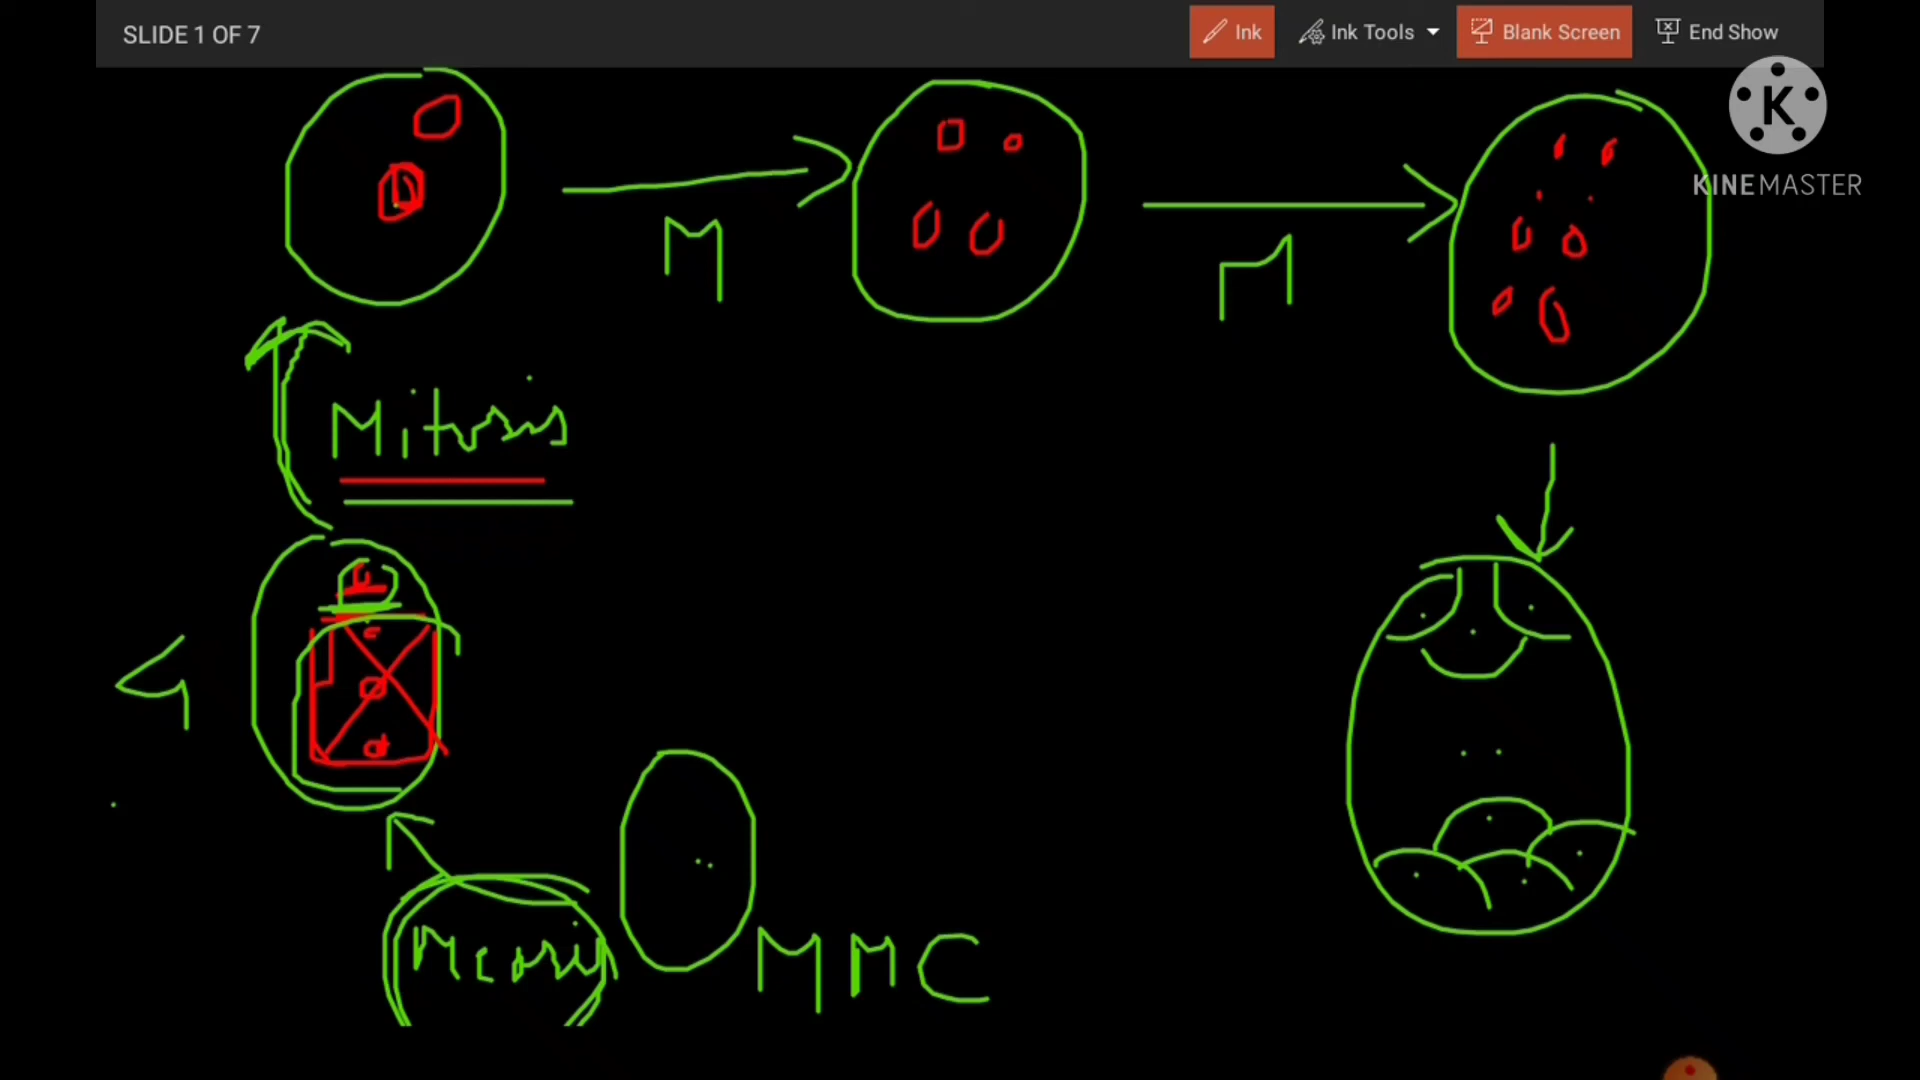 SLIDE 1 OF 7
Ink
Ink Tools
Blank Screen
End Show
K
KINEMASTER
M
M
Mitosis
MMC